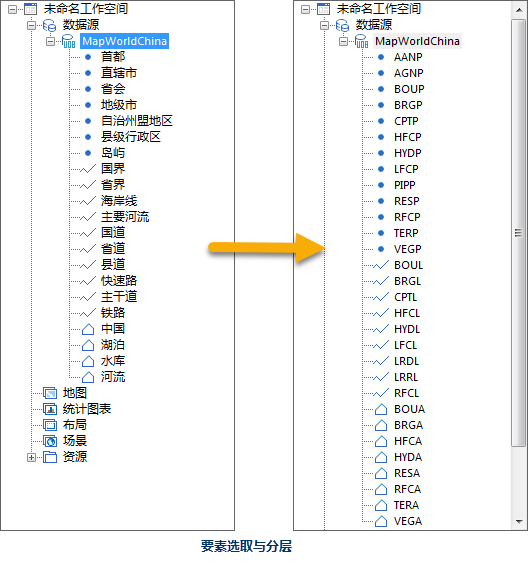 未命名工作空间
数据源
MapWorldChina
首都
直辖市
省会
地级市
自治州盟地区
县级行政区
岛屿
国界
省界
海岸线
主要河流
国道
省道
县道
快速路
主干道
铁路
中国
湖泊
水库
河流
地图
统计图表
布局
场景
资源
未命名工作空间
数据源
MapWorldChina
AANP
AGNP
BOUP
BRGP
CPTP
HFCP
HYDP
LFCP
PIPP
RESP
RFCP
TERP
VEGP
BOUL
BRGL
CPTL
HFCL
HYDL
LFCL
LRDL
LRRL
RFCL
BOUA
BRGA
HFCA
HYDA
RESA
RFCA
TERA
VEGA
要素选取与分层